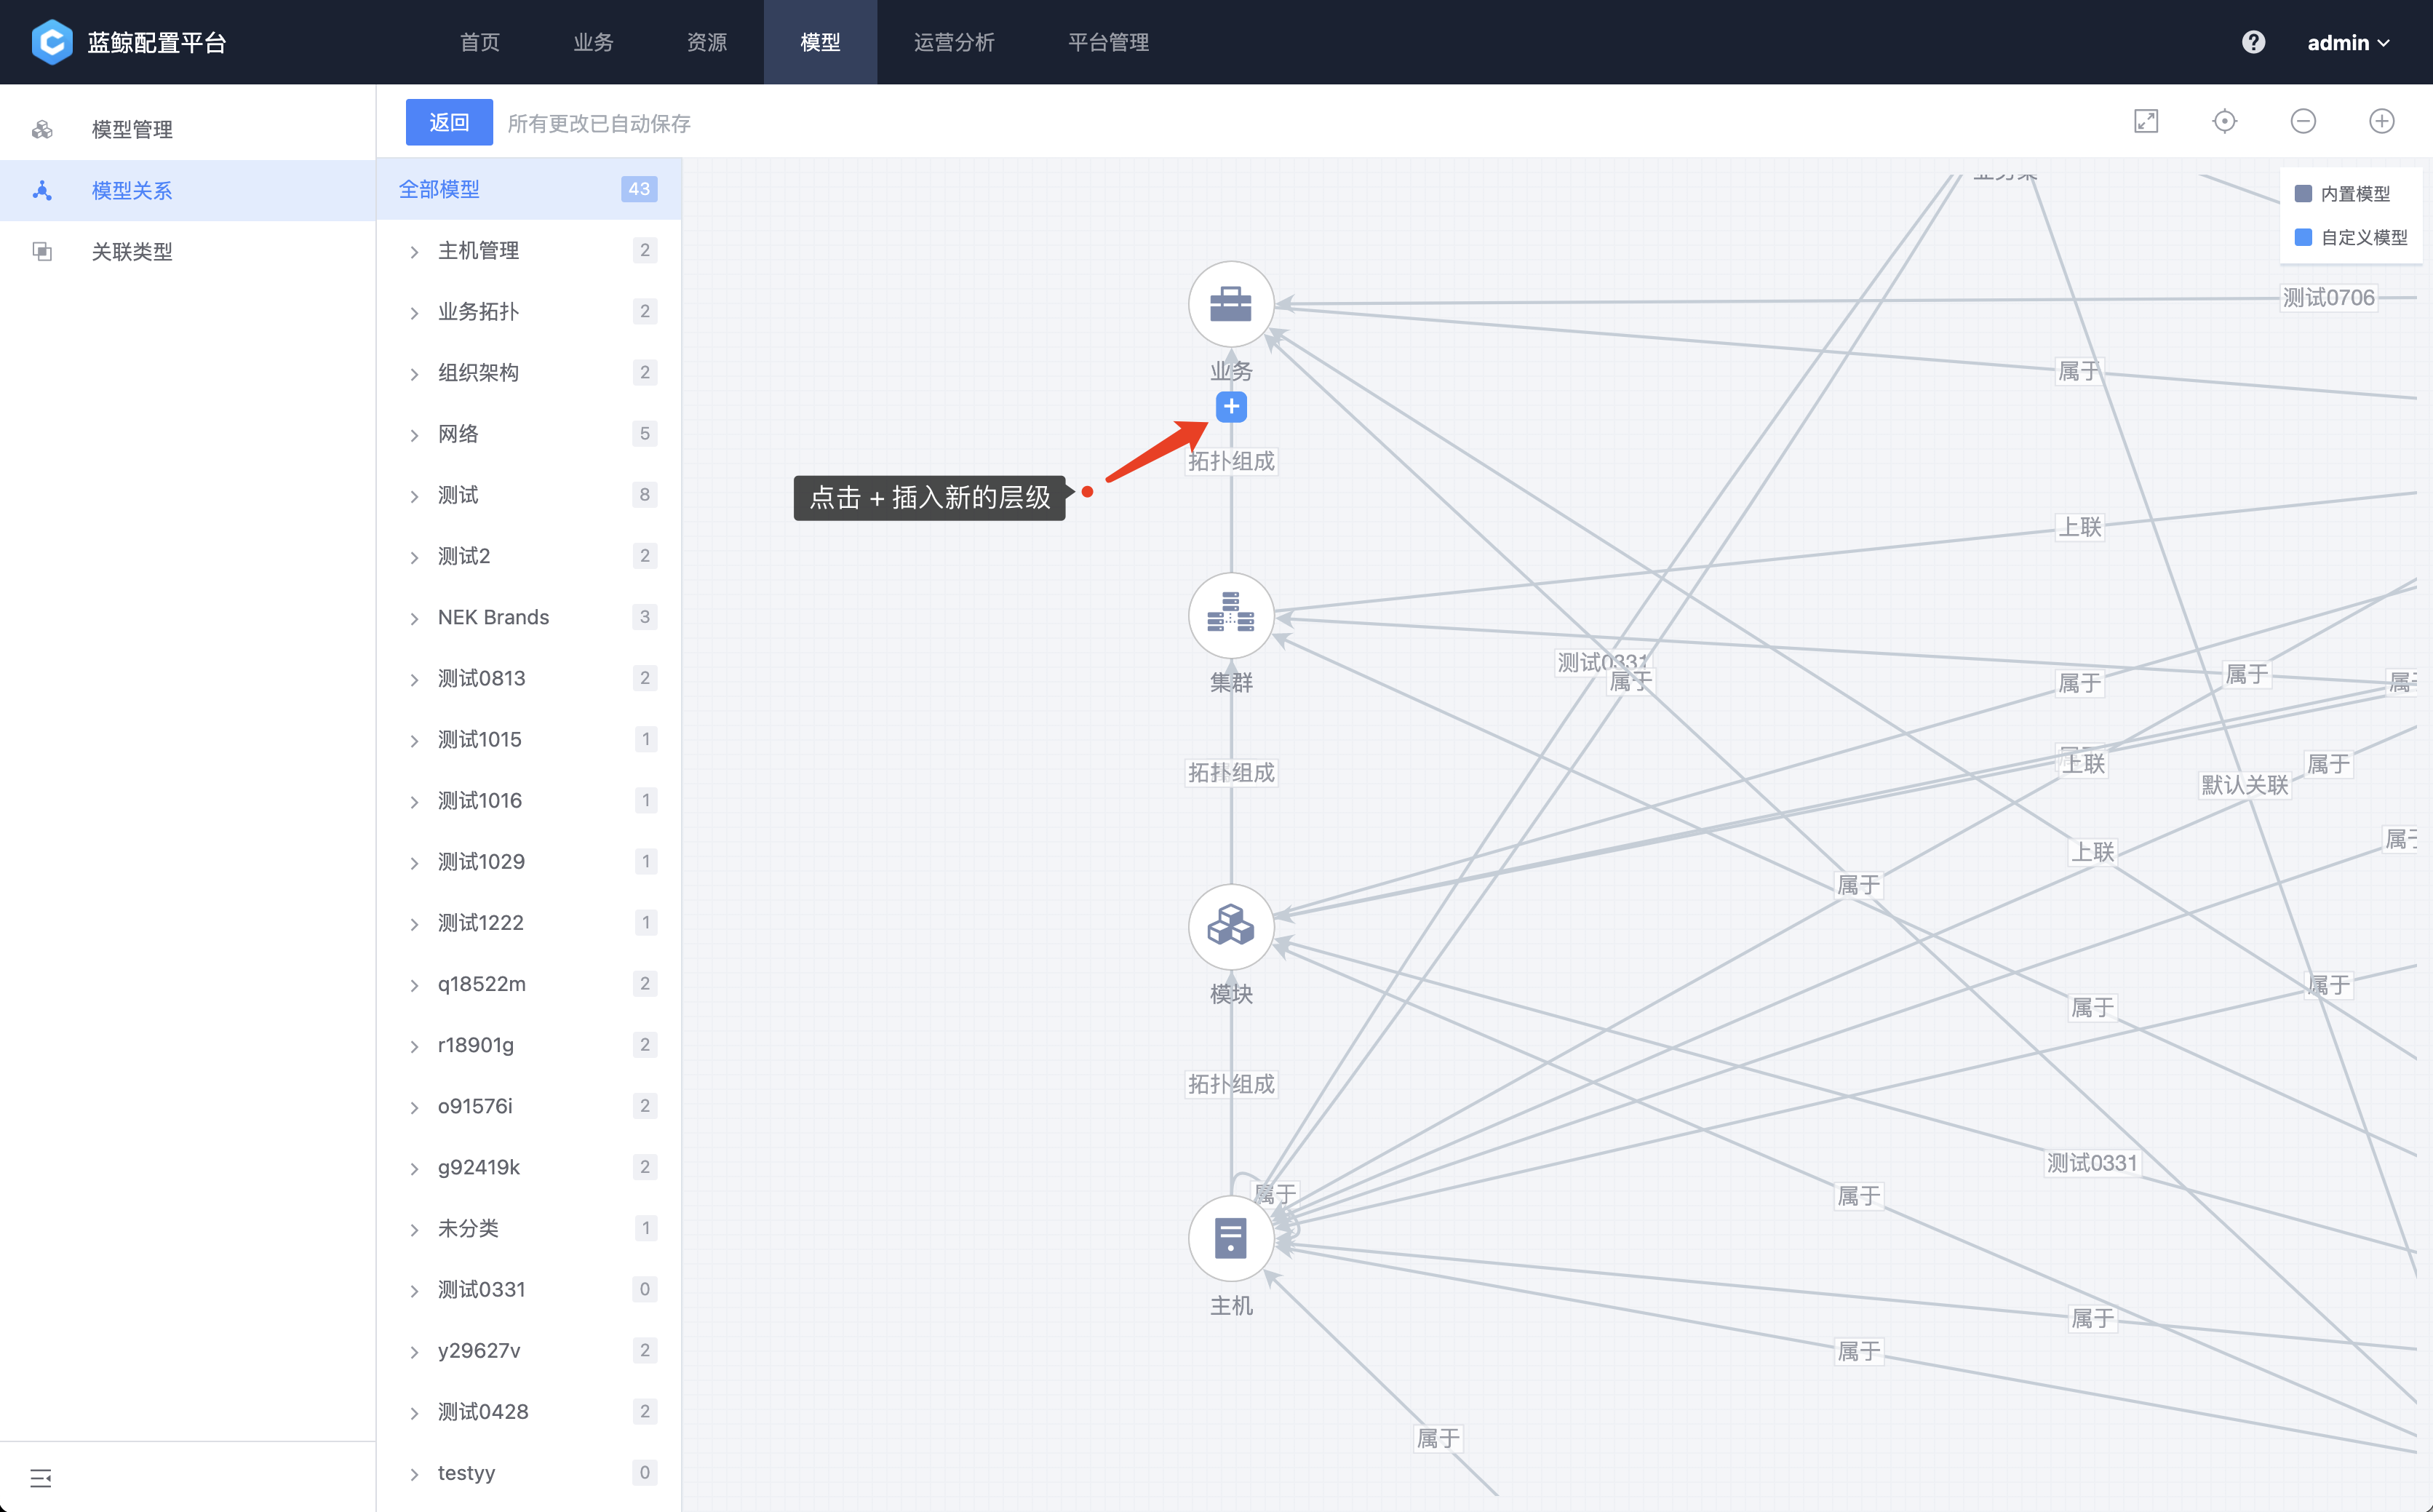 蓝鲸配置平台
首页
业务
资源
模型
运营分析
平台管理
admin
模型管理
模型关系
关联类型
返回
所有更改已自动保存
全部模型 43
主机管理 2
业务拓扑 2
组织架构 2
网络 5
测试 8
测试2 2
NEK Brands 3
测试0813 2
测试1015 1
测试1016 1
测试1029 1
测试1222 1
q18522m 2
r18901g 2
o91576i 2
g92419k 2
未分类 1
测试0331 0
y29627v 2
测试0428 2
testyy 0
内置模型
自定义模型
测试0706
业务
属于
拓扑组成
点击 + 插入新的层级
上联
测试0331
属于
集群
属于
属于
拓扑组成
上联
属于
默认关联
上联
属于
模块
属于
属于
拓扑组成
测试0331
属于
属于
主机
属于
属于
属于